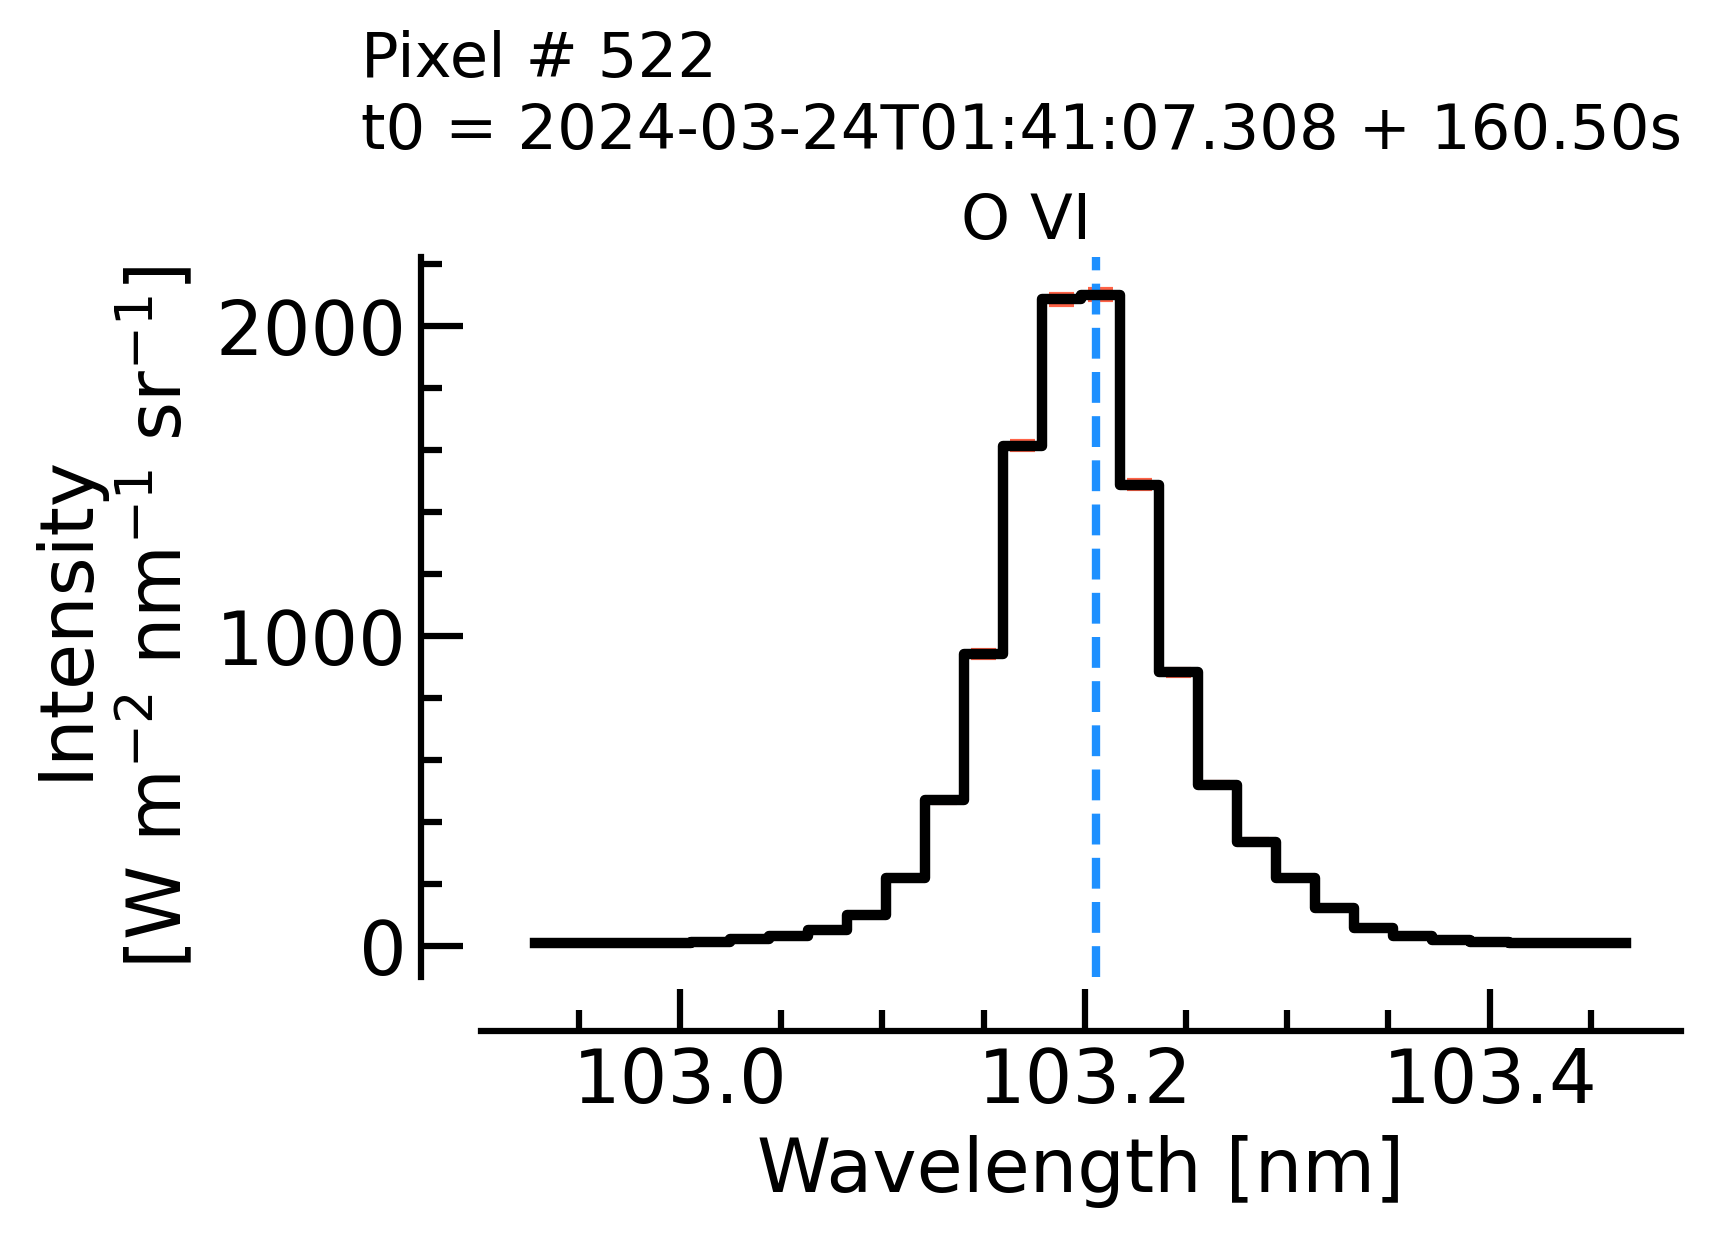 Pixel # 522
t0 = 2024-03-24T01:41:07.308 + 160.50s
O VI
Intensity
[W m⁻² nm⁻¹ sr⁻¹]
2000
1000
0
103.0 103.2 103.4
Wavelength [nm]